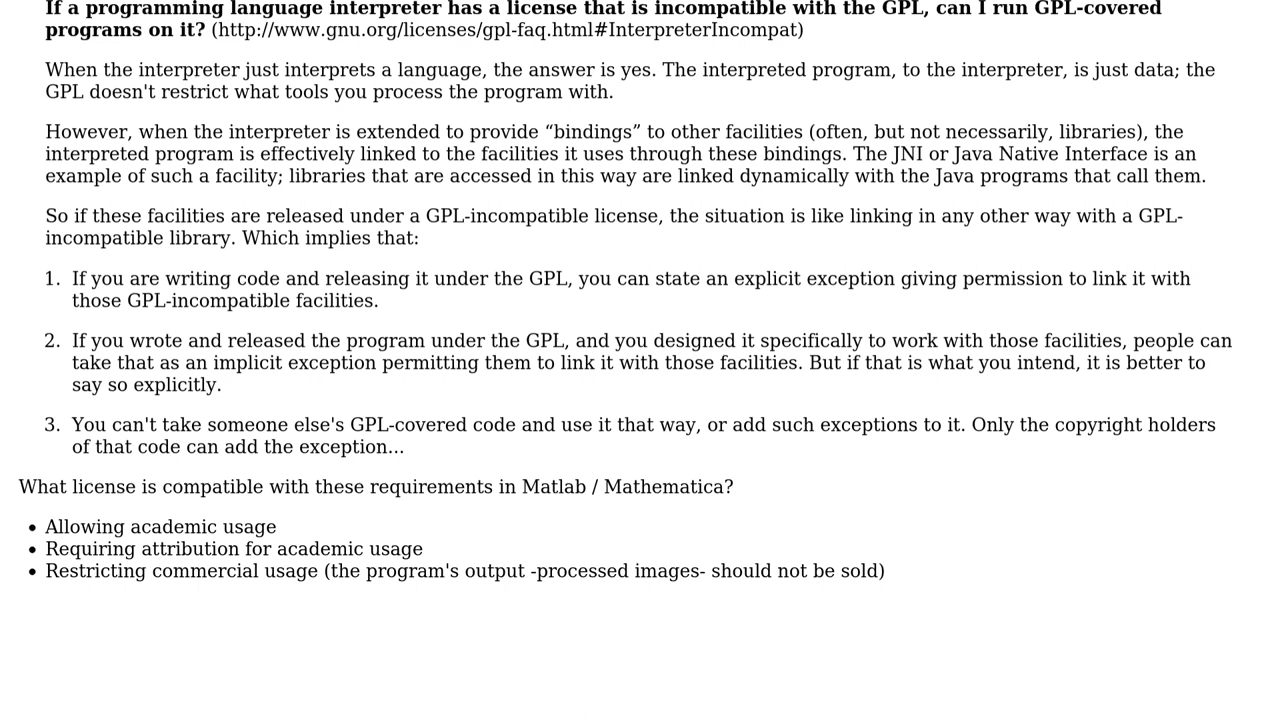 If a programming language interpreter has a license that is incompatible with the GPL, can I run GPL-covered
programs on it? (http://www.gnu.org/licenses/gpl-faq.html#InterpreterIncompat)
When the interpreter just interprets a language, the answer is yes. The interpreted program, to the interpreter, is just data; the
GPL doesn't restrict what tools you process the program with.
However, when the interpreter is extended to provide “bindings” to other facilities (often, but not necessarily, libraries), the
interpreted program is effectively linked to the facilities it uses through these bindings. The JNI or Java Native Interface is an
example of such a facility; libraries that are accessed in this way are linked dynamically with the Java programs that call them.
So if these facilities are released under a GPL-incompatible license, the situation is like linking in any other way with a GPL-
incompatible library. Which implies that:
1. If you are writing code and releasing it under the GPL, you can state an explicit exception giving permission to link it with
those GPL-incompatible facilities.
2. If you wrote and released the program under the GPL, and you designed it specifically to work with those facilities, people can
take that as an implicit exception permitting them to link it with those facilities. But if that is what you intend, it is better to
say so explicitly.
3. You can't take someone else's GPL-covered code and use it that way, or add such exceptions to it. Only the copyright holders
of that code can add the exception...
What license is compatible with these requirements in Matlab / Mathematica?
• Allowing academic usage
• Requiring attribution for academic usage
• Restricting commercial usage (the program's output -processed images- should not be sold)